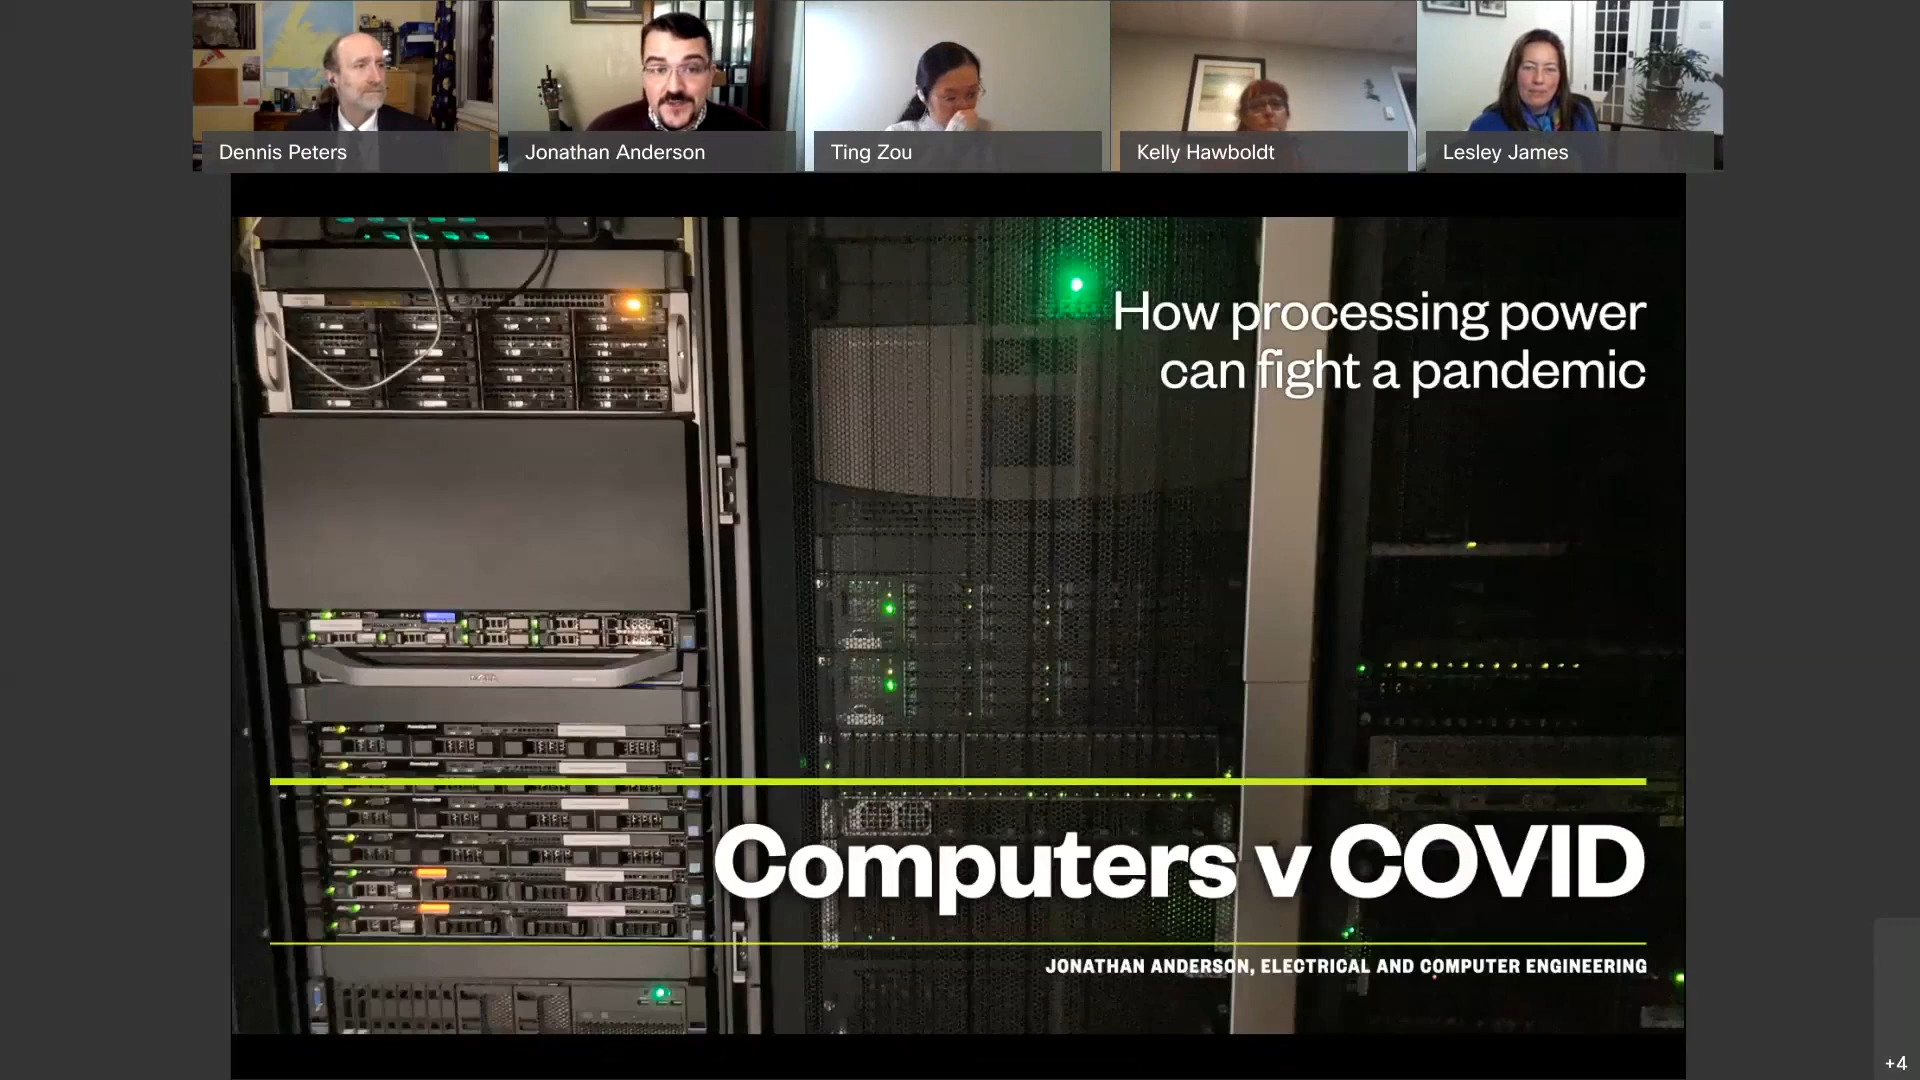 Dennis Peters
Jonathan Anderson
Ting Zou
Kelly Hawboldt
Lesley James
How processing power
can fight a pandemic
Computers v COVID
JONATHAN ANDERSON, ELECTRICAL AND COMPUTER ENGINEERING
+4